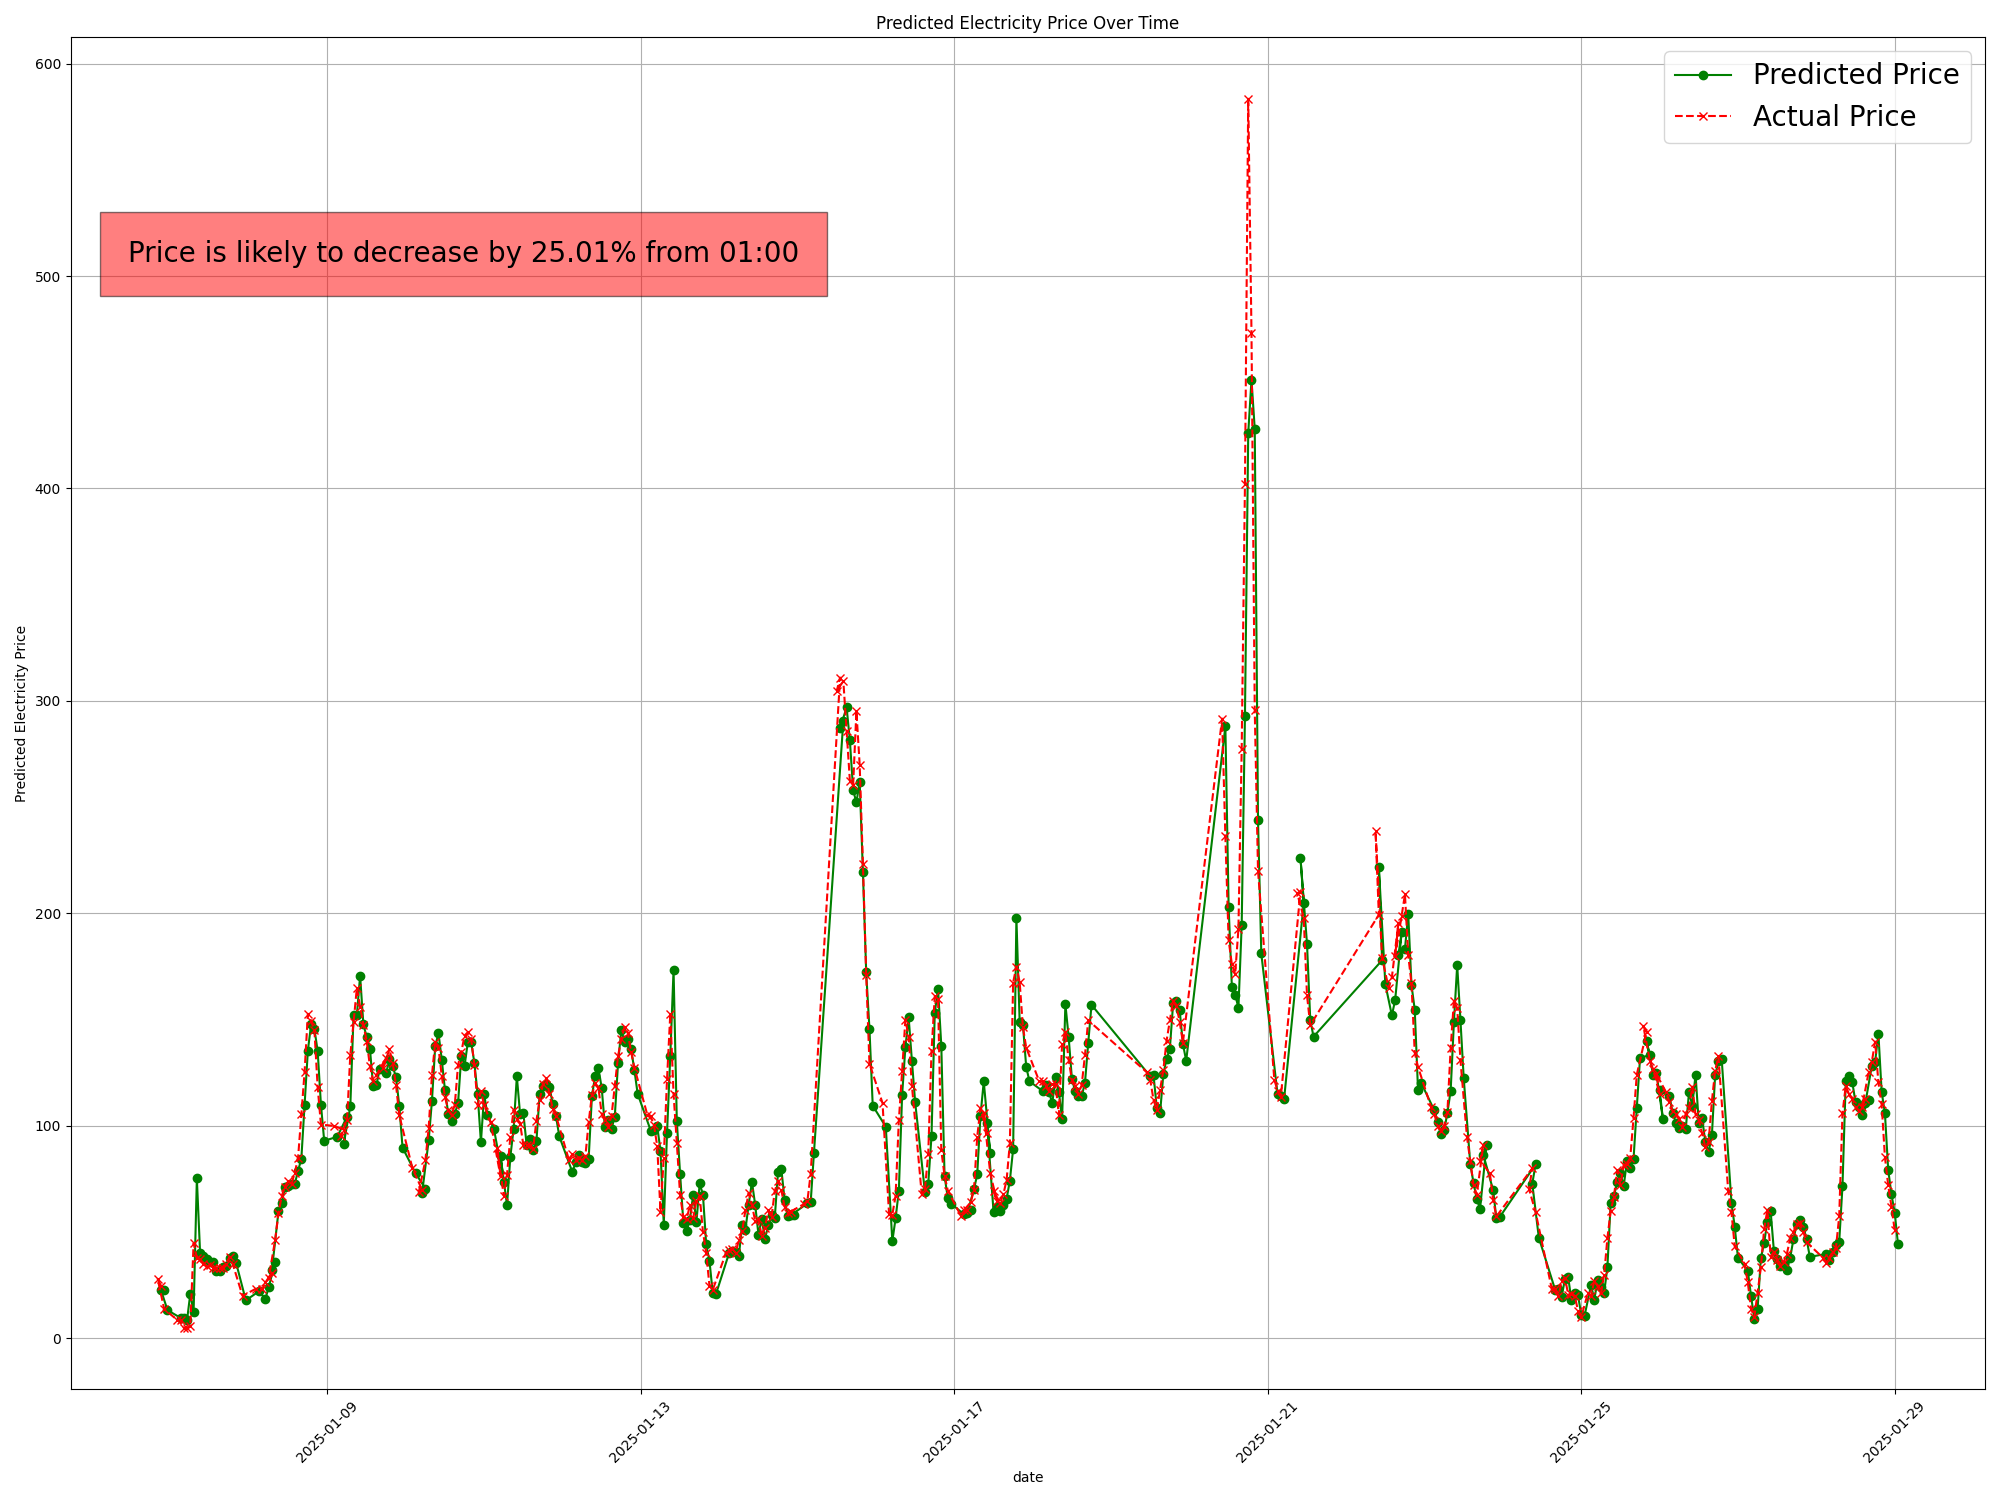 Predicted Electricity Price Over Time
Predicted Price
Actual Price
Price is likely to decrease by 25.01% from 01:00
Predicted Electricity Price
600
500
400
300
200
100
0
2025-01-09
2025-01-13
2025-01-17
2025-01-21
2025-01-25
2025-01-29
date